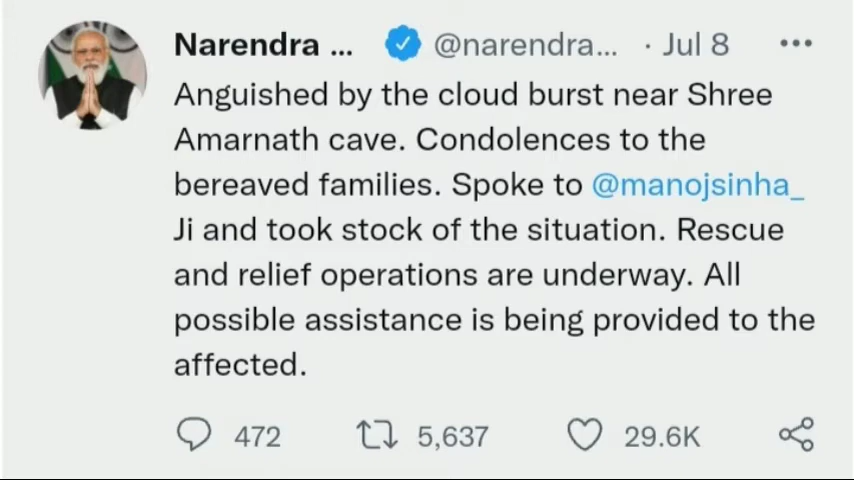 Narendra ... @narendra... · Jul 8 •••
Anguished by the cloud burst near Shree
Amarnath cave. Condolences to the
bereaved families. Spoke to @manojsinha_
Ji and took stock of the situation. Rescue
and relief operations are underway. All
possible assistance is being provided to the
affected.
472 5,637 29.6K